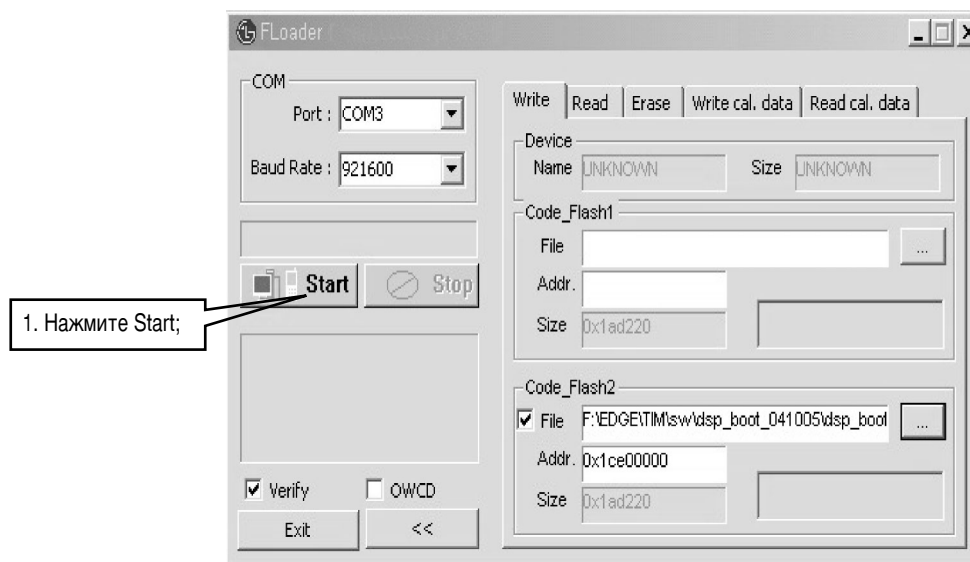 FLoader
COM
Port : COM3
Baud Rate : 921600
Start Stop
1. Нажмите Start;
Verify OWCD
Exit <<
Write Read Erase Write cal. data Read cal. data
Device
Name UNKNOWN Size UNKNOWN
Code_Flash1
File ...
Addr.
Size 0x1ad220
Code_Flash2
File F:\EDGE\TIM\sw\dsp_boot_041005\dsp_boot ...
Addr. 0x1ce00000
Size 0x1ad220